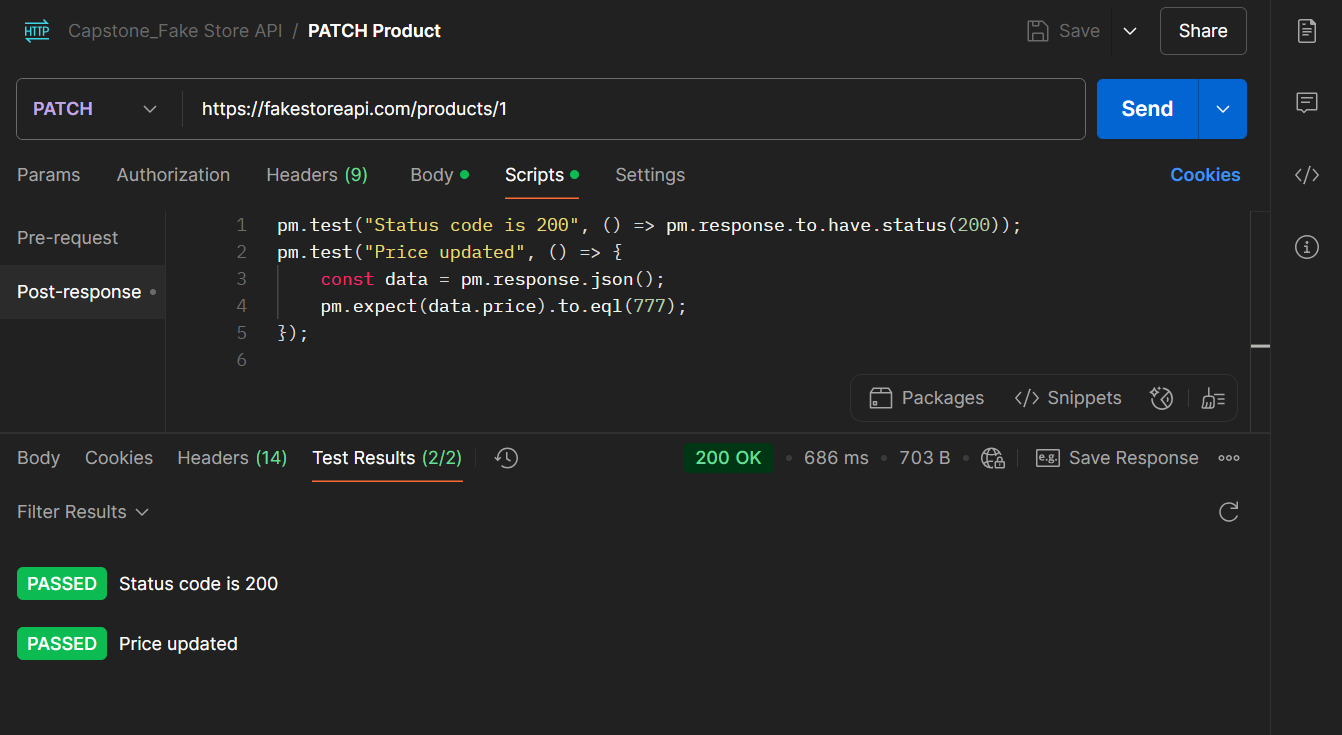 HTTP Capstone_Fake Store API / PATCH Product Save Share
PATCH https://fakestoreapi.com/products/1 Send
Params Authorization Headers (9) Body Scripts Settings Cookies
Pre-request
Post-response
1 pm.test("Status code is 200", () => pm.response.to.have.status(200));
2 pm.test("Price updated", () => {
3 const data = pm.response.json();
4 pm.expect(data.price).to.eql(777);
5 });
6
Packages </> Snippets
Body Cookies Headers (14) Test Results (2/2) 200 OK • 686 ms • 703 B • e.g. Save Response
Filter Results
PASSED Status code is 200
PASSED Price updated